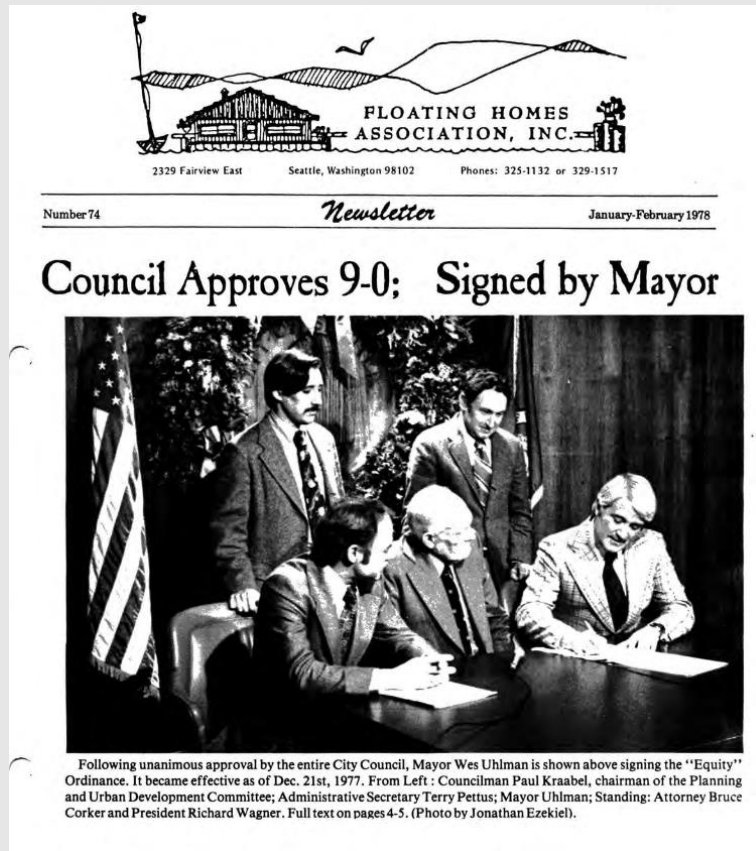 FLOATING HOMES
ASSOCIATION, INC.
2329 Fairview East Seattle, Washington 98102 Phones: 325-1132 or 329-1517
Number 74 Newsletter January-February 1978
Council Approves 9-0; Signed by Mayor
Following unanimous approval by the entire City Council, Mayor Wes Uhlman is shown above signing the "Equity"
Ordinance. It became effective as of Dec. 21st, 1977. From Left : Councilman Paul Kraabel, chairman of the Planning
and Urban Development Committee; Administrative Secretary Terry Pettus; Mayor Uhlman; Standing: Attorney Bruce
Corker and President Richard Wagner. Full text on pages 4-5. (Photo by Jonathan Ezekiel).